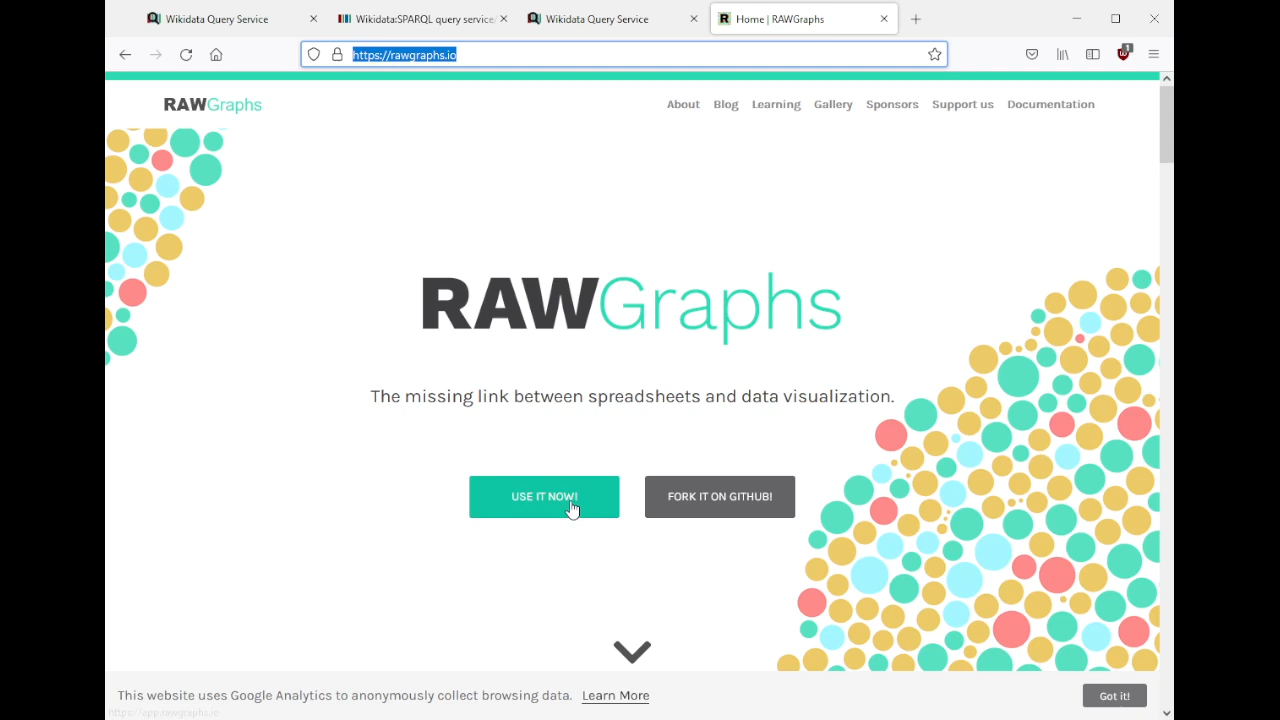 Wikidata Query Service
Wikidata:SPARQL query service/
Wikidata Query Service
Home | RAWGraphs
https://rawgraphs.io
1
RAWGraphs
About
Blog
Learning
Gallery
Sponsors
Support us
Documentation
RAWGraphs
The missing link between spreadsheets and data visualization.
USE IT NOW!
FORK IT ON GITHUB!
This website uses Google Analytics to anonymously collect browsing data. Learn More
Got it!
https://app.rawgraphs.io